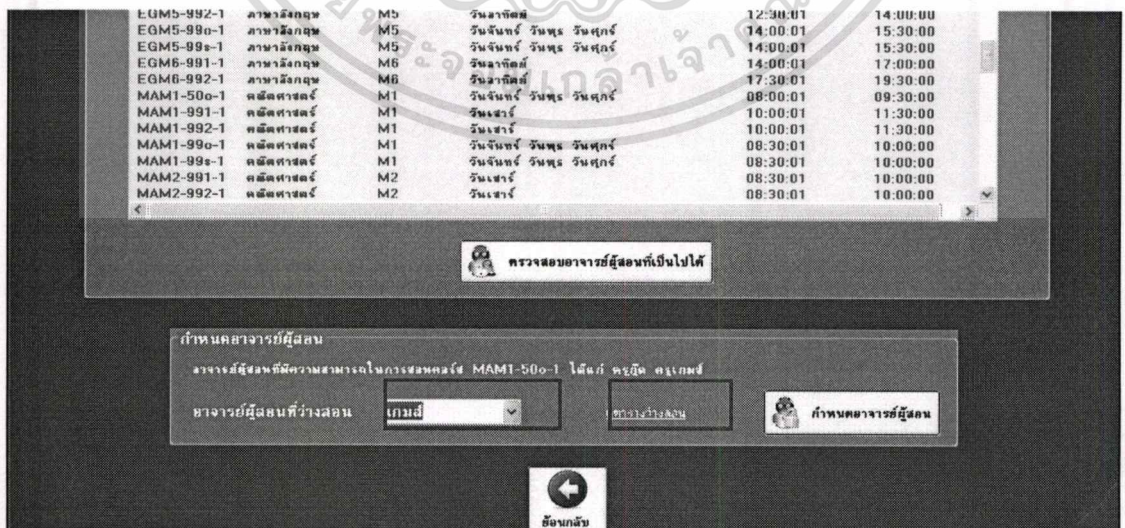 EGM5-992-1 ภาษาอังกฤษ M5 วันอาทิตย์ 12:30:01 14:00:00
EGM5-99o-1 ภาษาอังกฤษ M5 วันจันทร์ วันพุธ วันศุกร์ 14:00:01 15:30:00
EGM5-99s-1 ภาษาอังกฤษ M5 วันจันทร์ วันพุธ วันศุกร์ 14:00:01 15:30:00
EGM6-991-1 ภาษาอังกฤษ M6 วันอาทิตย์ 14:00:01 17:00:00
EGM6-992-1 ภาษาอังกฤษ M6 วันอาทิตย์ 17:30:01 19:30:00
MAM1-50o-1 คณิตศาสตร์ M1 วันจันทร์ วันพุธ วันศุกร์ 08:00:01 09:30:00
MAM1-991-1 คณิตศาสตร์ M1 วันเสาร์ 10:00:01 11:30:00
MAM1-992-1 คณิตศาสตร์ M1 วันเสาร์ 10:00:01 11:30:00
MAM1-99o-1 คณิตศาสตร์ M1 วันจันทร์ วันพุธ วันศุกร์ 08:30:01 10:00:00
MAM1-99s-1 คณิตศาสตร์ M1 วันจันทร์ วันพุธ วันศุกร์ 08:30:01 10:00:00
MAM2-991-1 คณิตศาสตร์ M2 วันเสาร์ 08:30:01 10:00:00
MAM2-992-1 คณิตศาสตร์ M2 วันเสาร์ 08:30:01 10:00:00
ตรวจสอบอาจารย์ผู้สอนที่เป็นไปได้
กำหนดอาจารย์ผู้สอน
อาจารย์ผู้สอนที่มีความสามารถในการสอนคอร์ส MAM1-50o-1 ได้แก่ ครูกุ๊ก ครูเกมส์
อาจารย์ผู้สอนที่ว่างสอน เกมส์ ตารางว่างสอน กำหนดอาจารย์ผู้สอน
ย้อนกลับ